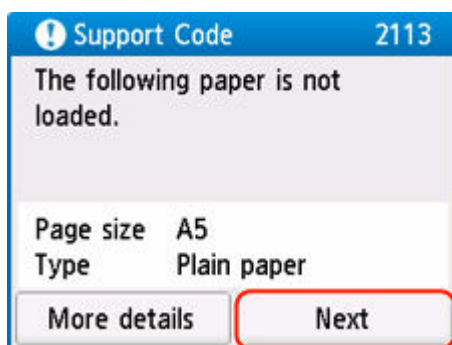 Support Code 2113
The following paper is not
loaded.
Page size A5
Type Plain paper
More details Next